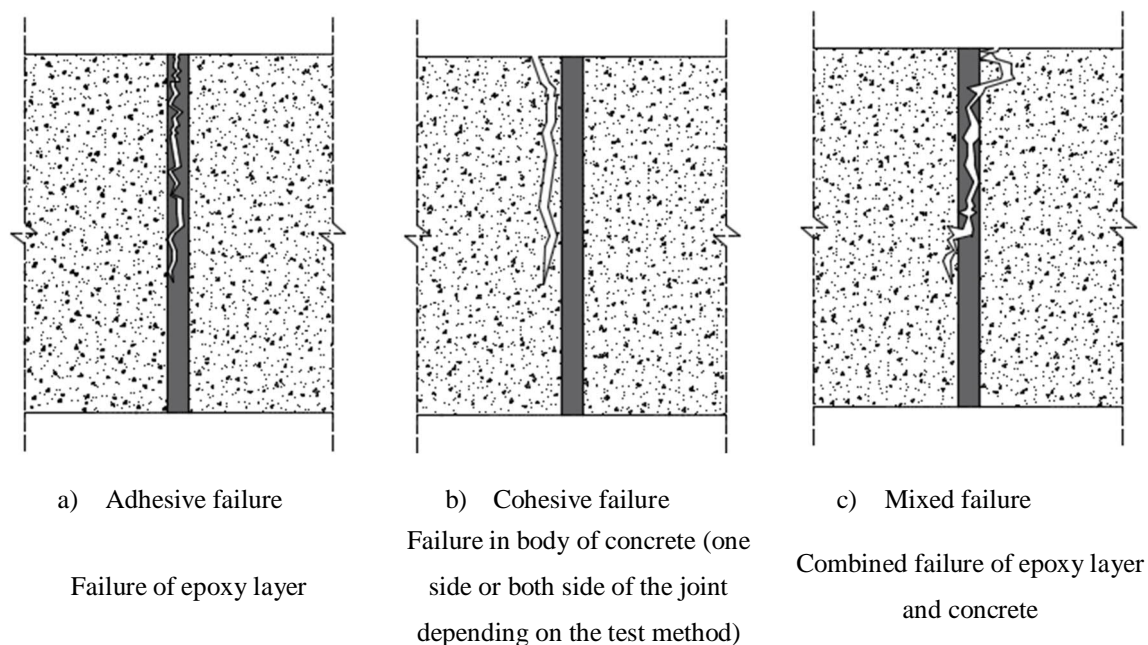 a) Adhesive failure
Failure of epoxy layer
b) Cohesive failure
Failure in body of concrete (one
side or both side of the joint
depending on the test method)
c) Mixed failure
Combined failure of epoxy layer
and concrete